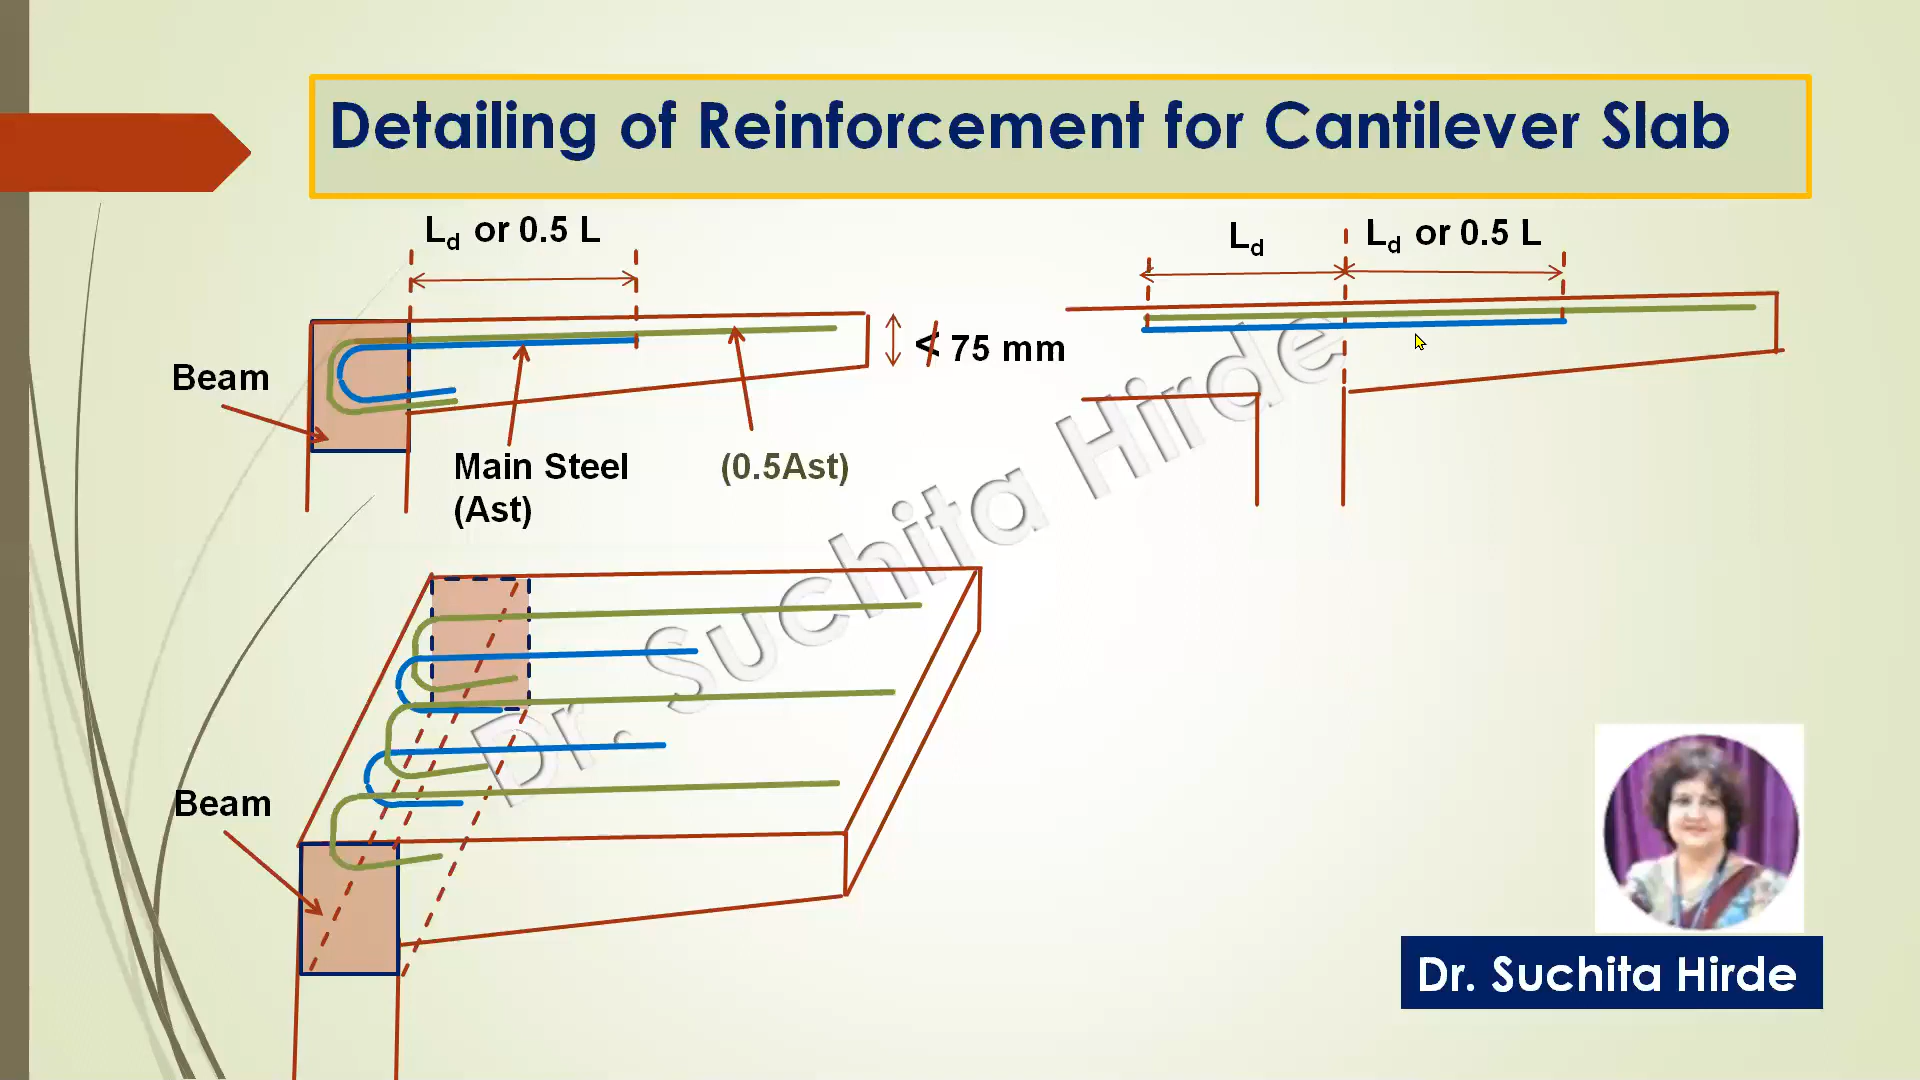 Detailing of Reinforcement for Cantilever Slab
Ld or 0.5 L
Ld
Ld or 0.5 L
≮ 75 mm
Beam
Main Steel
(Ast)
(0.5Ast)
Dr. Suchita Hirde
Beam
Dr. Suchita Hirde